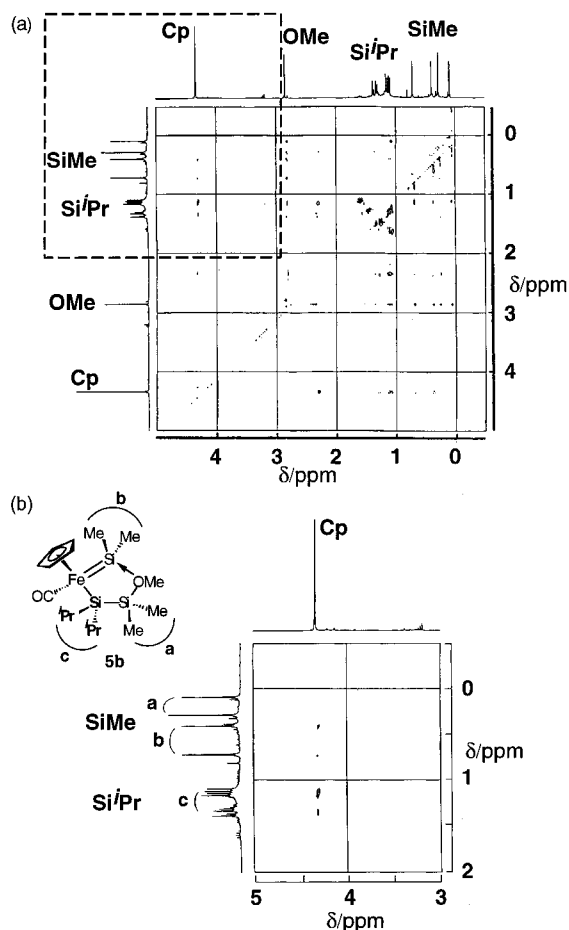 (a)
Cp
OMe
SiⁱPr
SiMe
SiMe
SiⁱPr
OMe
Cp
0
1
2
δ/ppm
3
4
4
3
2
1
0
δ/ppm
(b)
b
Me
Me
Si
Fe
OMe
OC
Si
Si
ⁱPr
ⁱPr
Me
Me
c
5b
a
Cp
a
SiMe
b
SiⁱPr
c
0
δ/ppm
1
2
5
4
3
δ/ppm